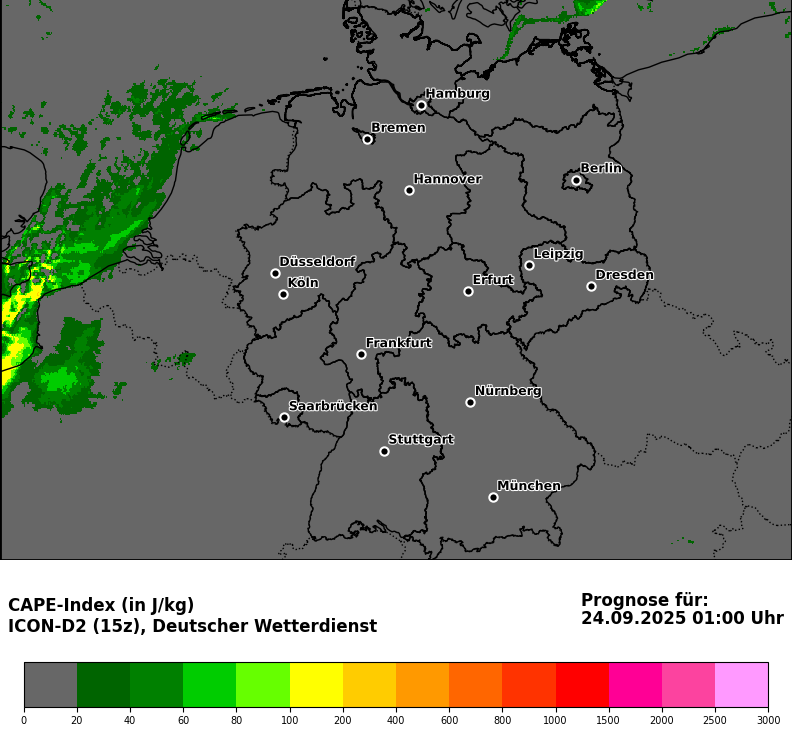 Hamburg
Bremen
Berlin
Hannover
Leipzig
Düsseldorf
Dresden
Köln
Erfurt
Frankfurt
Nürnberg
Saarbrücken
Stuttgart
München
CAPE-Index (in J/kg)
ICON-D2 (15z), Deutscher Wetterdienst
Prognose für:
24.09.2025 01:00 Uhr
0 20 40 60 80 100 200 400 600 800 1000 1500 2000 2500 3000